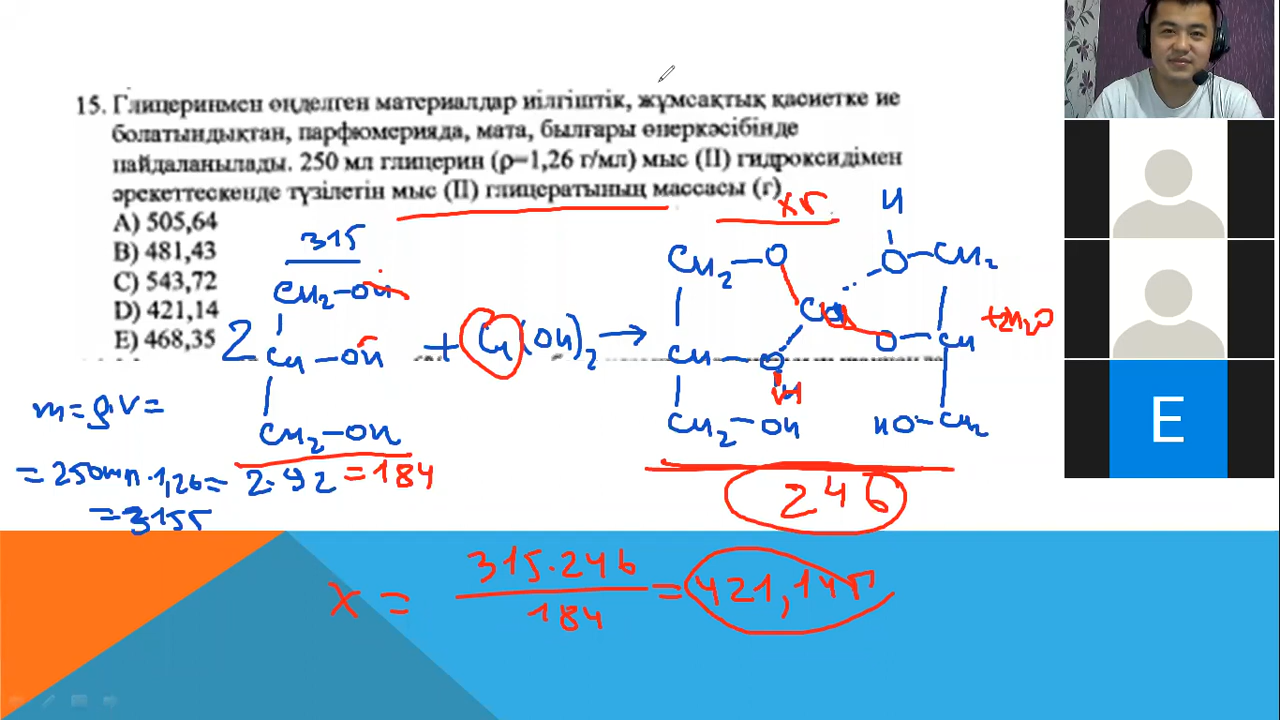 15. Глицеринмен өңделген материалдар иілгіштік, жұмсақтық қасиетке ие
болатындықтан, парфюмерияда, мата, былғары өнеркәсібінде
пайдаланылады. 250 мл глицерин (ρ=1,26 г/мл) мыс (II) гидроксидімен
әрекеттескенде түзілетін мыс (II) глицератының массасы (г)
A) 505,64
B) 481,43
C) 543,72
D) 421,14
E) 468,35
315
CH₂-OH
2 CH-OH + Cu(OH)₂ →
CH₂-OH
2·92 = 184
m=ρ·V=
=250мл·1,26=
=315г
xг
H
CH₂-O Cu O-CH₂
CH-O O-CH +2H₂O
H
CH₂-OH HO-CH₂
246
x = 315·246 / 184 = 421,14г
E